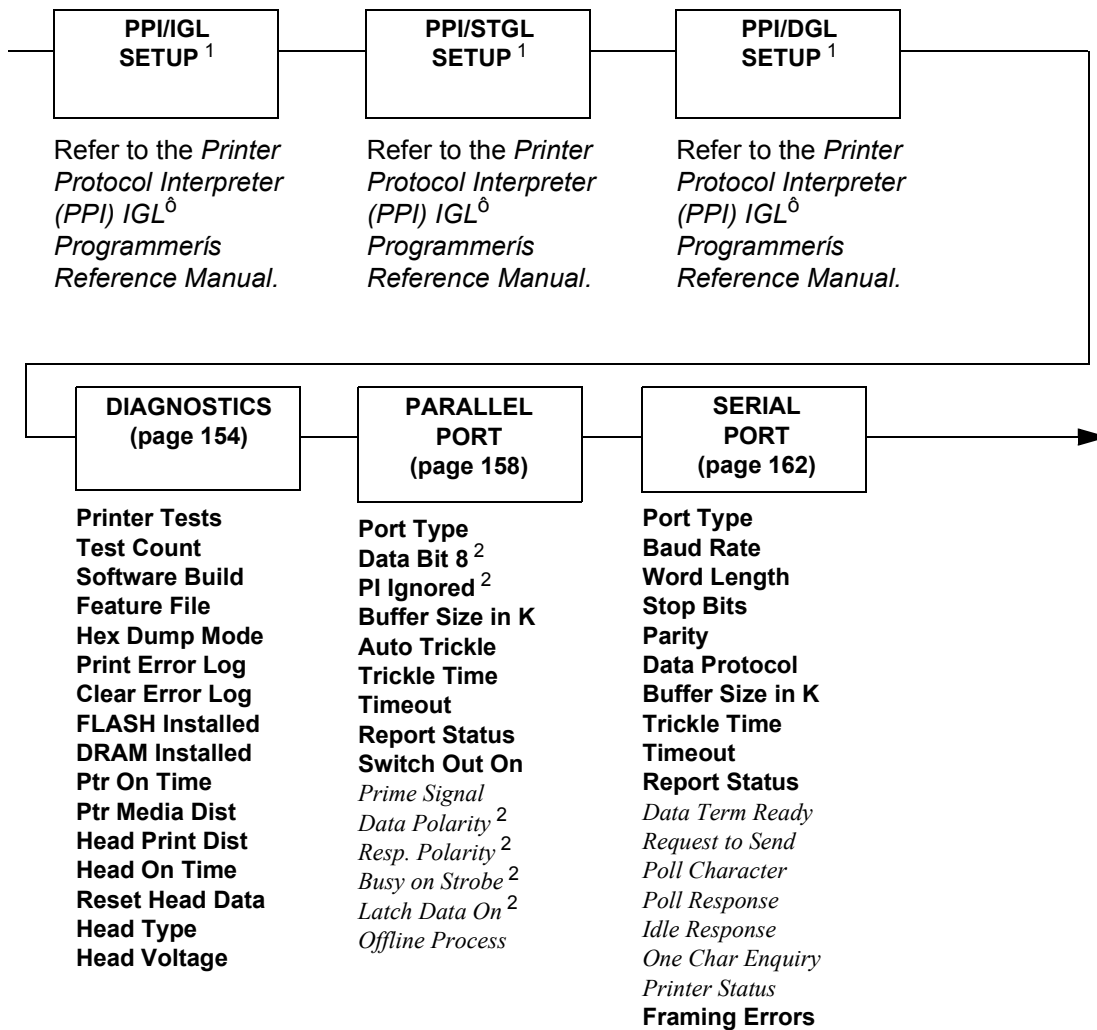 PPI/IGL
SETUP 1
Refer to the Printer
Protocol Interpreter
(PPI) IGLô
Programmerís
Reference Manual.
PPI/STGL
SETUP 1
Refer to the Printer
Protocol Interpreter
(PPI) IGLô
Programmerís
Reference Manual.
PPI/DGL
SETUP 1
Refer to the Printer
Protocol Interpreter
(PPI) IGLô
Programmerís
Reference Manual.
DIAGNOSTICS
(page 154)
Printer Tests
Test Count
Software Build
Feature File
Hex Dump Mode
Print Error Log
Clear Error Log
FLASH Installed
DRAM Installed
Ptr On Time
Ptr Media Dist
Head Print Dist
Head On Time
Reset Head Data
Head Type
Head Voltage
PARALLEL
PORT
(page 158)
Port Type
Data Bit 8 2
PI Ignored 2
Buffer Size in K
Auto Trickle
Trickle Time
Timeout
Report Status
Switch Out On
Prime Signal
Data Polarity 2
Resp. Polarity 2
Busy on Strobe 2
Latch Data On 2
Offline Process
SERIAL
PORT
(page 162)
Port Type
Baud Rate
Word Length
Stop Bits
Parity
Data Protocol
Buffer Size in K
Trickle Time
Timeout
Report Status
Data Term Ready
Request to Send
Poll Character
Poll Response
Idle Response
One Char Enquiry
Printer Status
Framing Errors